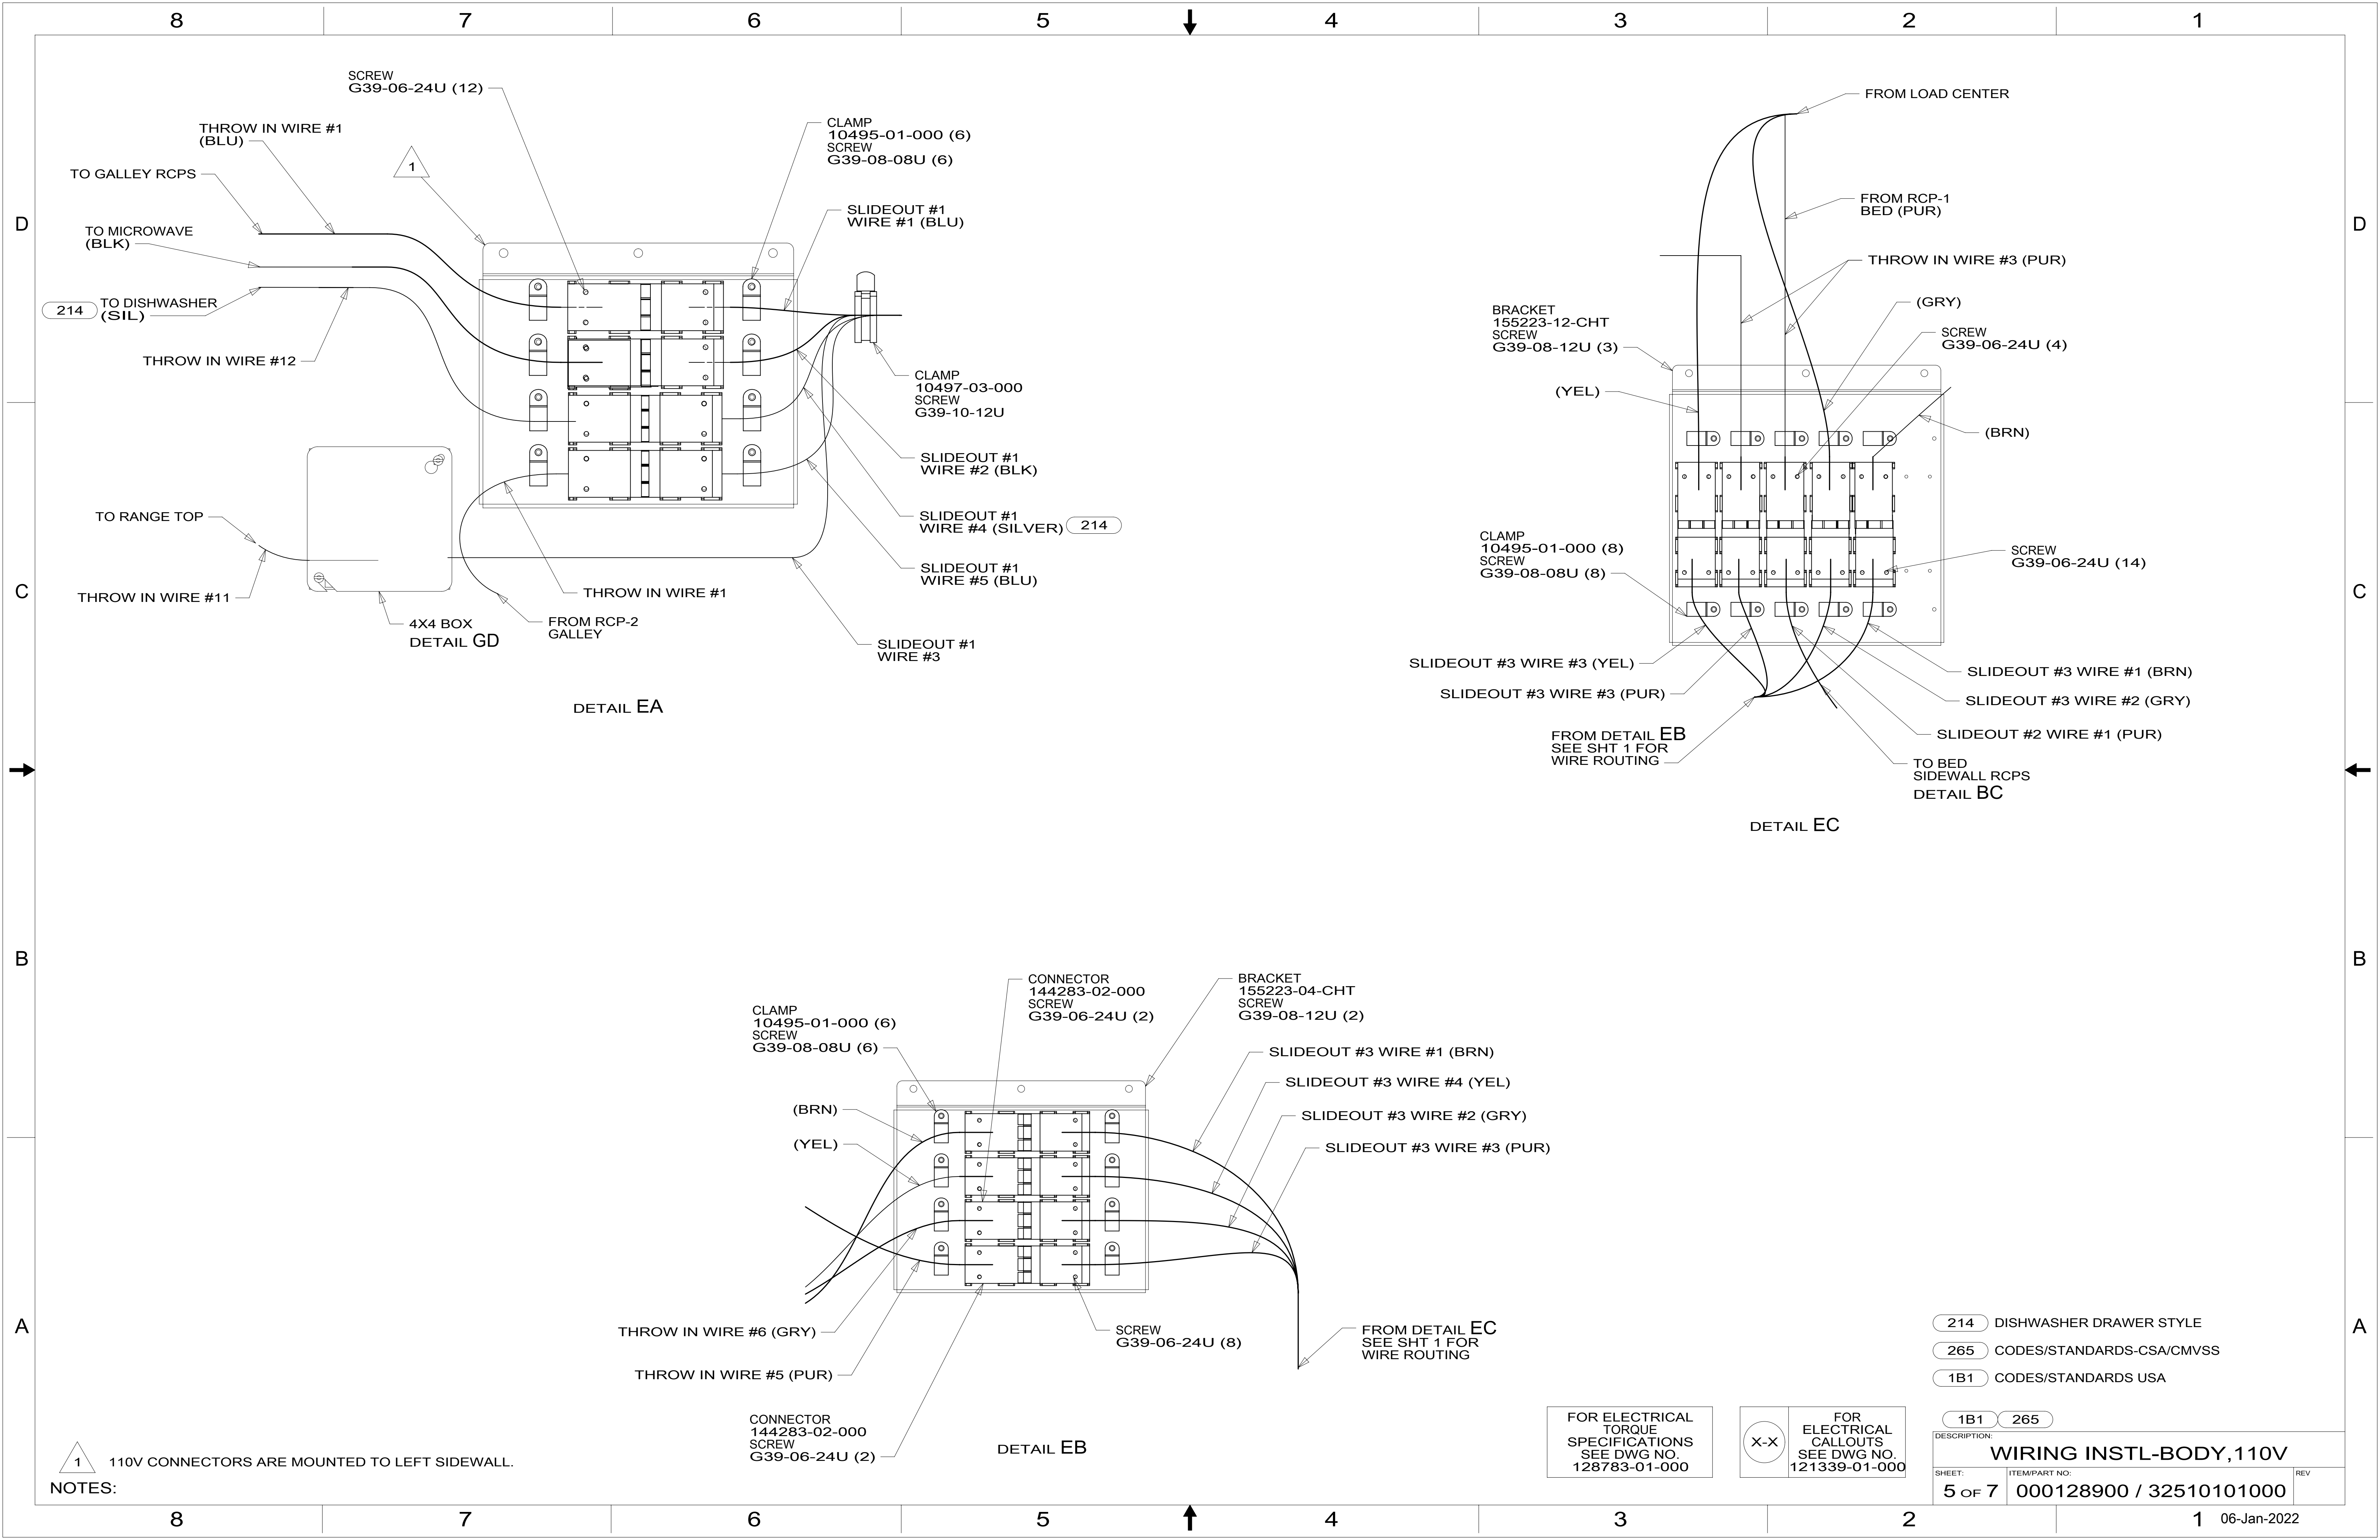 8 7 6 5 4 3 2 1
D
C
B
A
SCREW
G39-06-24U (12)
THROW IN WIRE #1
(BLU)
1
TO GALLEY RCPS
TO MICROWAVE
(BLK)
214
TO DISHWASHER
(SIL)
THROW IN WIRE #12
CLAMP
10495-01-000 (6)
SCREW
G39-08-08U (6)
SLIDEOUT #1
WIRE #1 (BLU)
CLAMP
10497-03-000
SCREW
G39-10-12U
SLIDEOUT #1
WIRE #2 (BLK)
SLIDEOUT #1
WIRE #4 (SILVER)
214
SLIDEOUT #1
WIRE #5 (BLU)
SLIDEOUT #1
WIRE #3
TO RANGE TOP
THROW IN WIRE #11
4X4 BOX
DETAIL GD
THROW IN WIRE #1
FROM RCP-2
GALLEY
DETAIL EA
FROM LOAD CENTER
FROM RCP-1
BED (PUR)
THROW IN WIRE #3 (PUR)
(GRY)
BRACKET
155223-12-CHT
SCREW
G39-08-12U (3)
SCREW
G39-06-24U (4)
(YEL)
(BRN)
CLAMP
10495-01-000 (8)
SCREW
G39-08-08U (8)
SCREW
G39-06-24U (14)
SLIDEOUT #3 WIRE #3 (YEL)
SLIDEOUT #3 WIRE #3 (PUR)
SLIDEOUT #3 WIRE #1 (BRN)
SLIDEOUT #3 WIRE #2 (GRY)
SLIDEOUT #2 WIRE #1 (PUR)
FROM DETAIL EB
SEE SHT 1 FOR
WIRE ROUTING
TO BED
SIDEWALL RCPS
DETAIL BC
DETAIL EC
CLAMP
10495-01-000 (6)
SCREW
G39-08-08U (6)
CONNECTOR
144283-02-000
SCREW
G39-06-24U (2)
BRACKET
155223-04-CHT
SCREW
G39-08-12U (2)
(BRN)
(YEL)
SLIDEOUT #3 WIRE #1 (BRN)
SLIDEOUT #3 WIRE #4 (YEL)
SLIDEOUT #3 WIRE #2 (GRY)
SLIDEOUT #3 WIRE #3 (PUR)
THROW IN WIRE #6 (GRY)
THROW IN WIRE #5 (PUR)
SCREW
G39-06-24U (8)
FROM DETAIL EC
SEE SHT 1 FOR
WIRE ROUTING
CONNECTOR
144283-02-000
SCREW
G39-06-24U (2)
DETAIL EB
1 110V CONNECTORS ARE MOUNTED TO LEFT SIDEWALL.
NOTES:
FOR ELECTRICAL
TORQUE
SPECIFICATIONS
SEE DWG NO.
128783-01-000
X-X
FOR
ELECTRICAL
CALLOUTS
SEE DWG NO.
121339-01-000
214 DISHWASHER DRAWER STYLE
265 CODES/STANDARDS-CSA/CMVSS
1B1 CODES/STANDARDS USA
1B1 265
DESCRIPTION:
WIRING INSTL-BODY,110V
SHEET:
5 OF 7
ITEM/PART NO:
000128900 / 32510101000
REV
D
C
B
A
8 7 6 5 4 3 2 1
06-Jan-2022